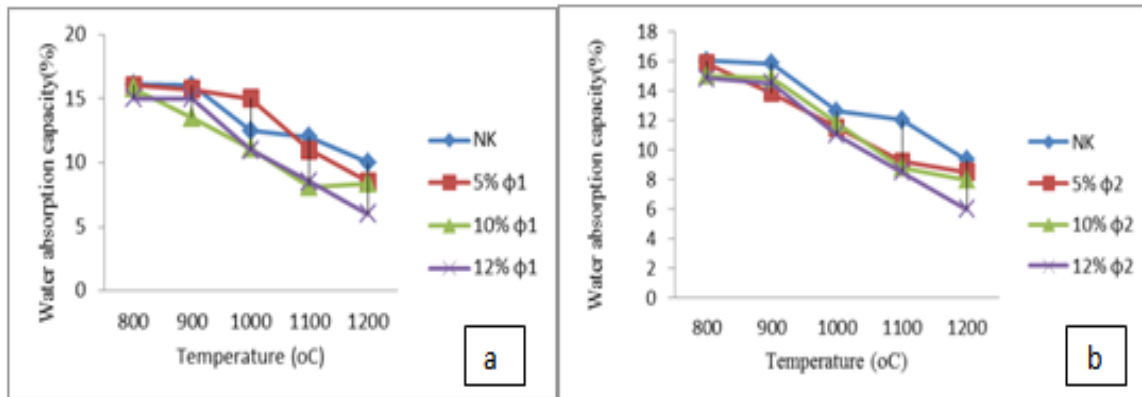 Water absorption capacity(%)
20
15
10
5
0
800 900 1000 1100 1200
Temperature (oC)
NK
5% φ1
10% φ1
12% φ1
a
Water absorption capacity (%)
18
16
14
12
10
8
6
4
2
0
800 900 1000 1100 1200
Temperature (oC)
NK
5% φ2
10% φ2
12% φ2
b